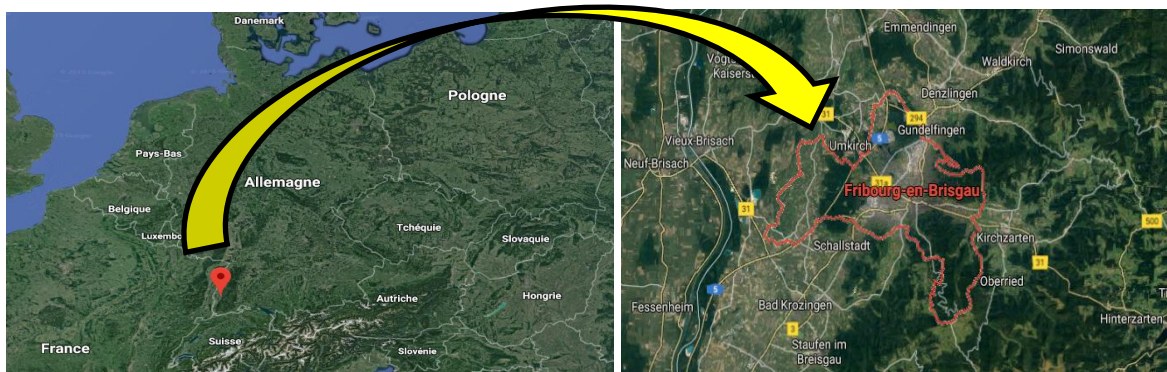 Danemark
Pologne
Pays-Bas
Allemagne
Belgique
Tchéquie
Slovaquie
Autriche
Hongrie
France
Suisse
Slovénie
Emmendingen
Simonswald
Waldkirch
Denzlingen
31
294
Gundelfingen
5
Vieux-Brisach
Umkirch
Neuf-Brisach
Fribourg-en-Brisgau
31
500
Kirchzarten
Schallstadt
31
Oberried
5
Fessenheim
Bad Krozingen
Hinterzarten
3
Staufen im
Breisgau